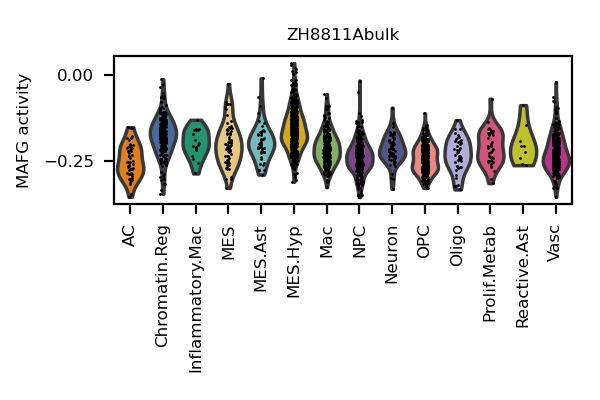 ZH8811Abulk
MAFG activity
0.00
−0.25
AC
Chromatin.Reg
Inflammatory.Mac
MES
MES.Ast
MES.Hyp
Mac
NPC
Neuron
OPC
Oligo
Prolif.Metab
Reactive.Ast
Vasc